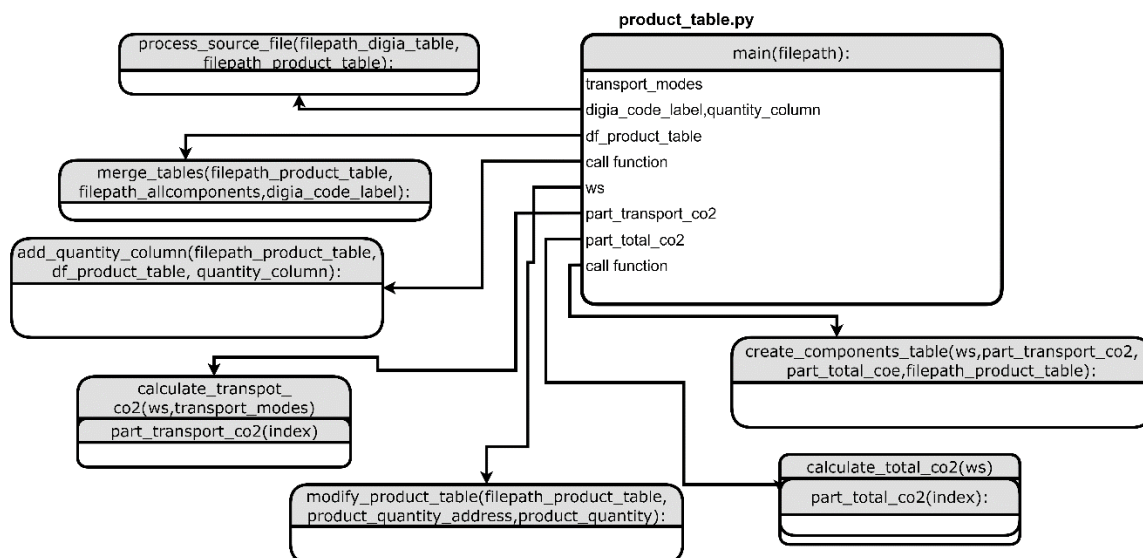 product_table.py
main(filepath):
transport_modes
digia_code_label,quantity_column
df_product_table
call function
ws
part_transport_co2
part_total_co2
call function
process_source_file(filepath_digia_table,
filepath_product_table):
merge_tables(filepath_product_table,
filepath_allcomponents,digia_code_label):
add_quantity_column(filepath_product_table,
df_product_table, quantity_column):
calculate_transpot_
co2(ws,transport_modes)
part_transport_co2(index)
modify_product_table(filepath_product_table,
product_quantity_address,product_quantity):
create_components_table(ws,part_transport_co2,
part_total_coe,filepath_product_table):
calculate_total_co2(ws)
part_total_co2(index):